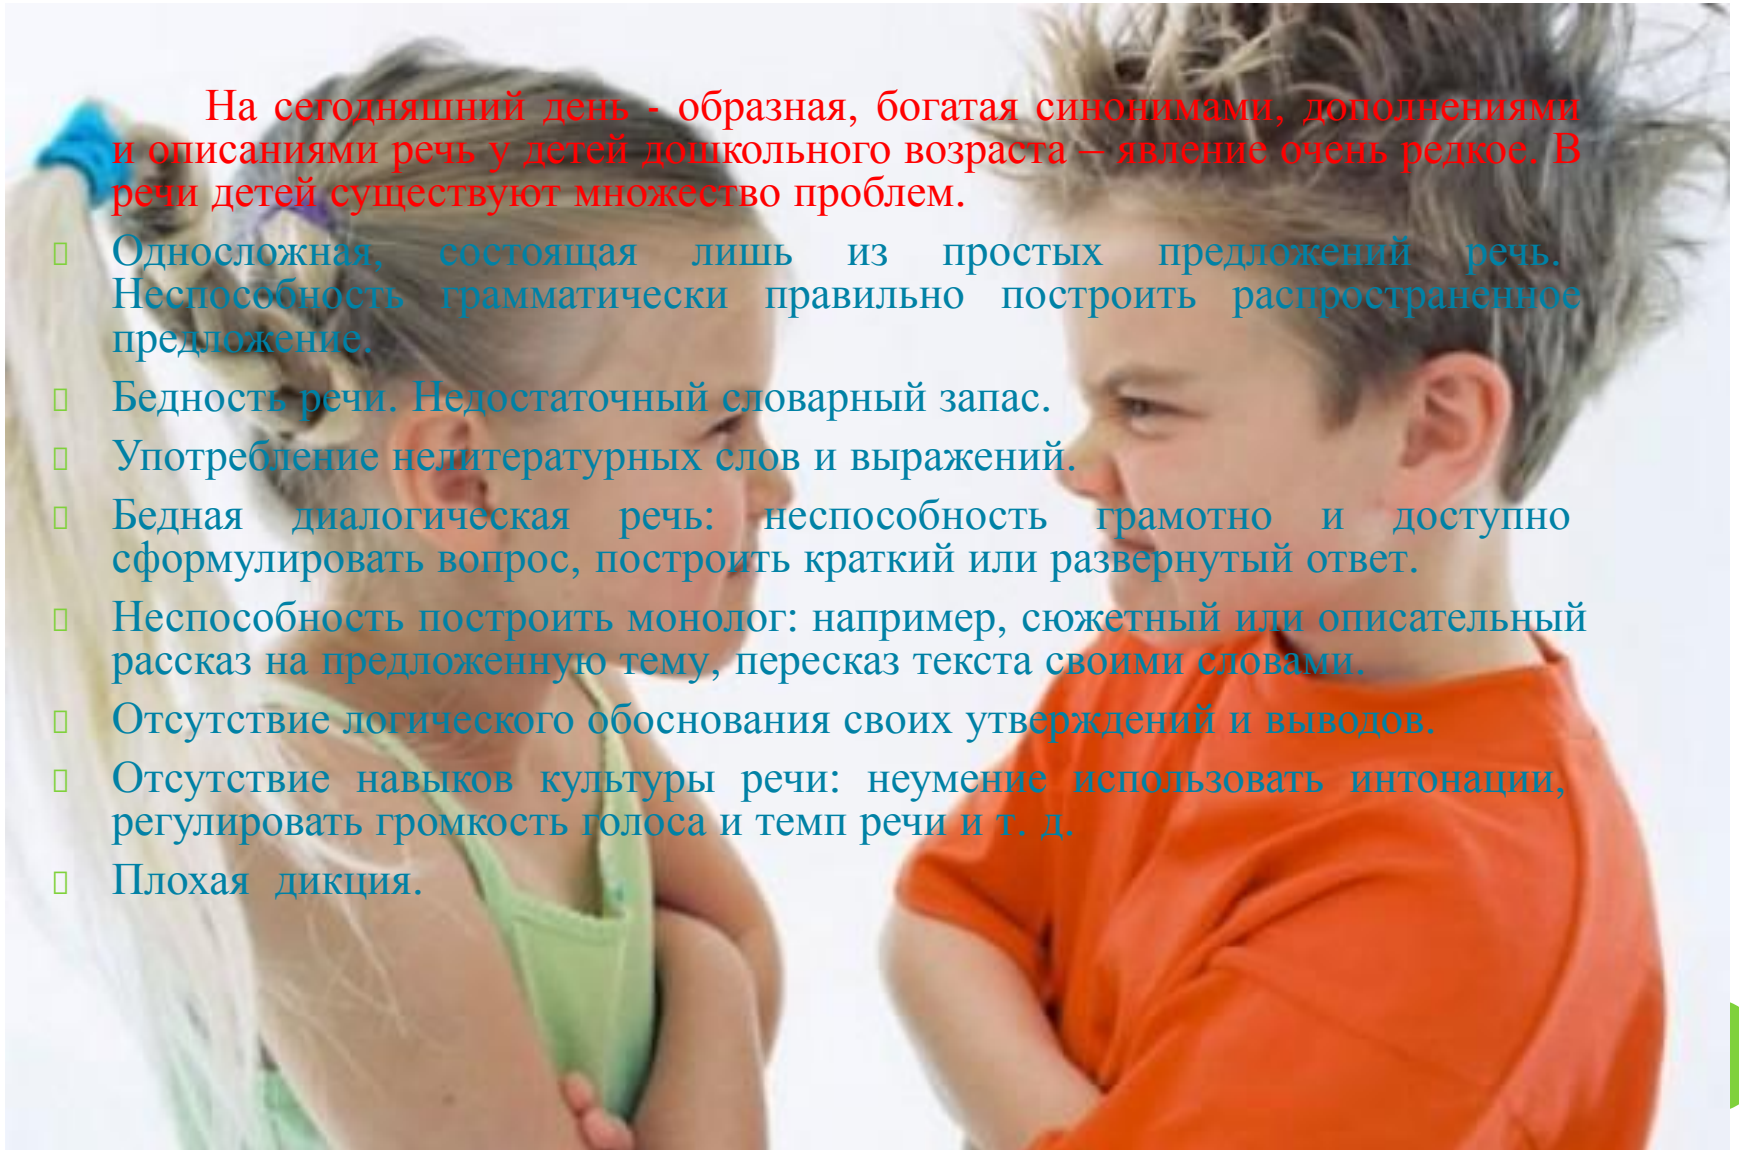 На сегодняшний день - образная, богатая синонимами, дополнениями
и описаниями речь у детей дошкольного возраста – явление очень редкое. В
речи детей существуют множество проблем.
Односложная, состоящая лишь из простых предложений речь.
Неспособность грамматически правильно построить распространенное
предложение.
Бедность речи. Недостаточный словарный запас.
Употребление нелитературных слов и выражений.
Бедная диалогическая речь: неспособность грамотно и доступно
сформулировать вопрос, построить краткий или развернутый ответ.
Неспособность построить монолог: например, сюжетный или описательный
рассказ на предложенную тему, пересказ текста своими словами.
Отсутствие логического обоснования своих утверждений и выводов.
Отсутствие навыков культуры речи: неумение использовать интонации,
регулировать громкость голоса и темп речи и т. д.
Плохая дикция.